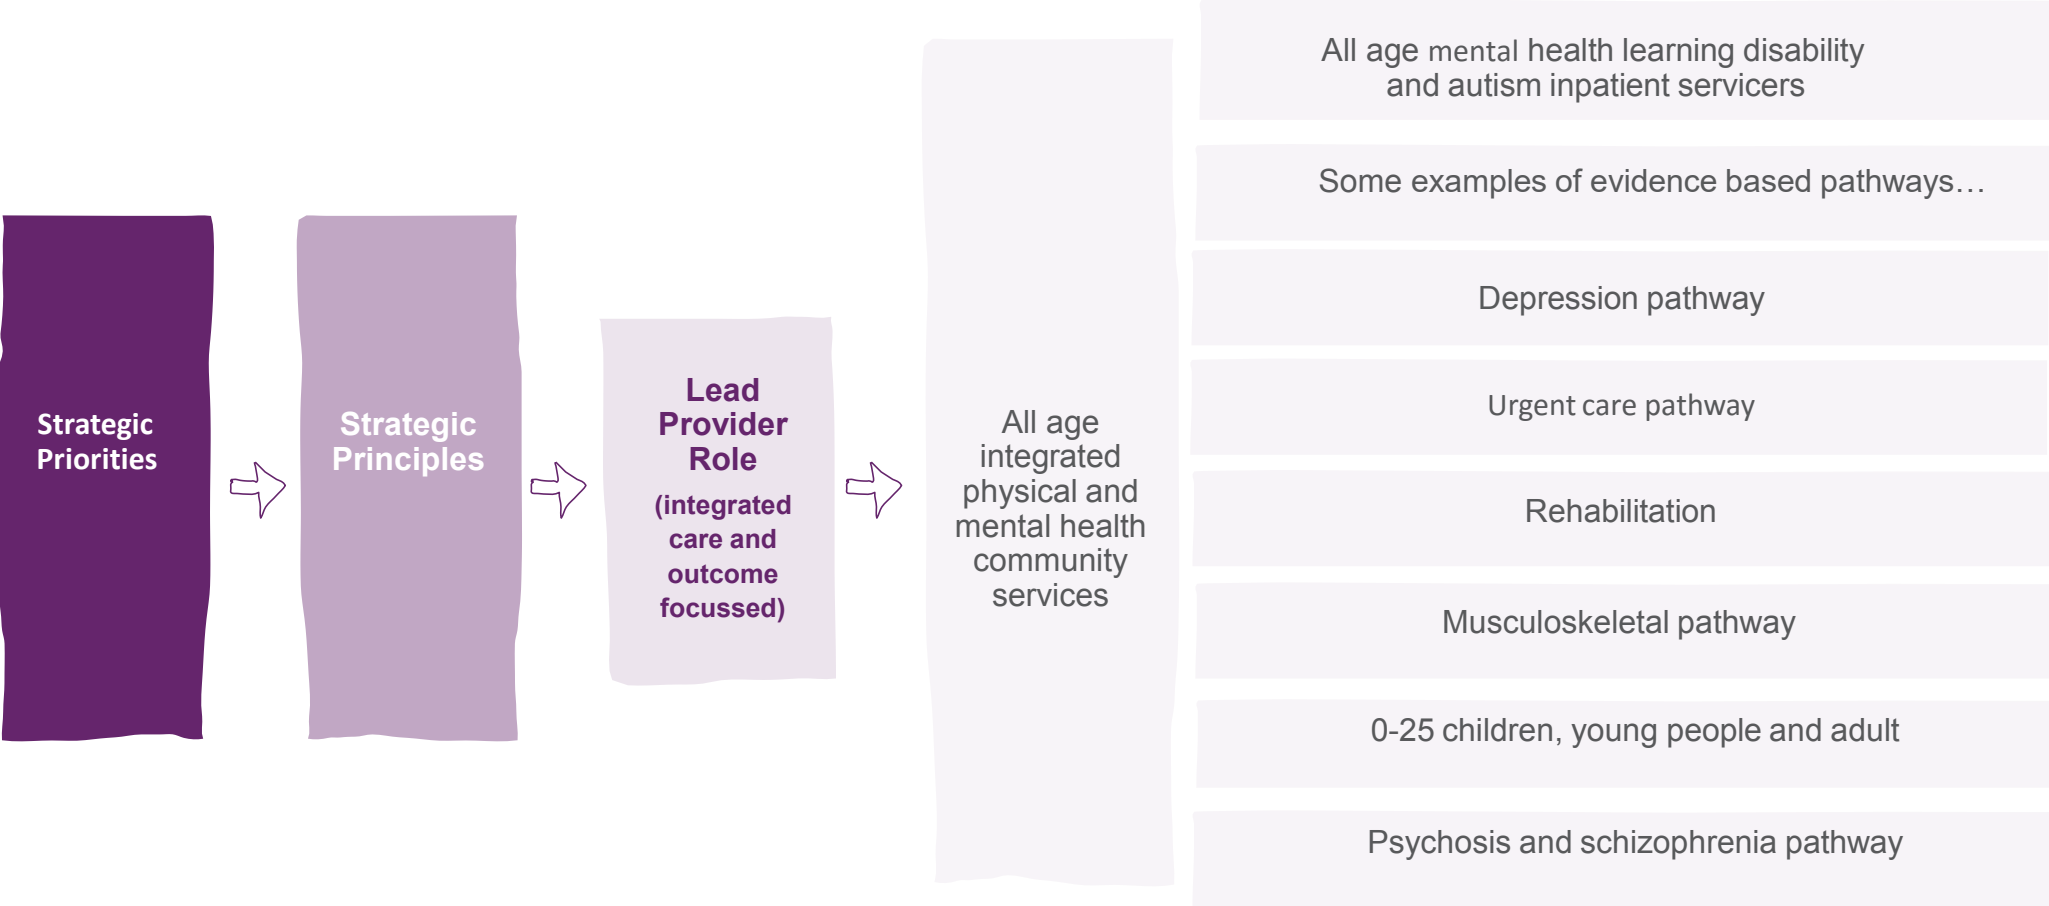 Strategic
Priorities
Strategic
Principles
Lead
Provider
Role
(integrated
care and
outcome
focussed)
All age
integrated
physical and
mental health
community
services
All age mental health learning disability
and autism inpatient servicers
Some examples of evidence based pathways…
Depression pathway
Urgent care pathway
Rehabilitation
Musculoskeletal pathway
0-25 children, young people and adult
Psychosis and schizophrenia pathway